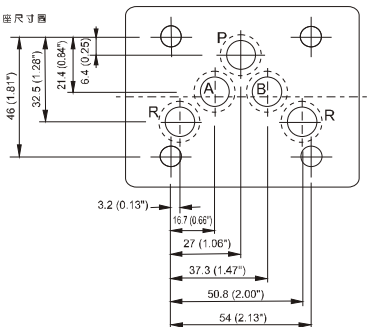 座尺寸圖
P
A
B
R
R
46 (1.81")
32.5 (1.28")
21.4 (0.84")
6.4 (0.25)
3.2 (0.13")
16.7 (0.66")
27 (1.06")
37.3 (1.47")
50.8 (2.00")
54 (2.13")